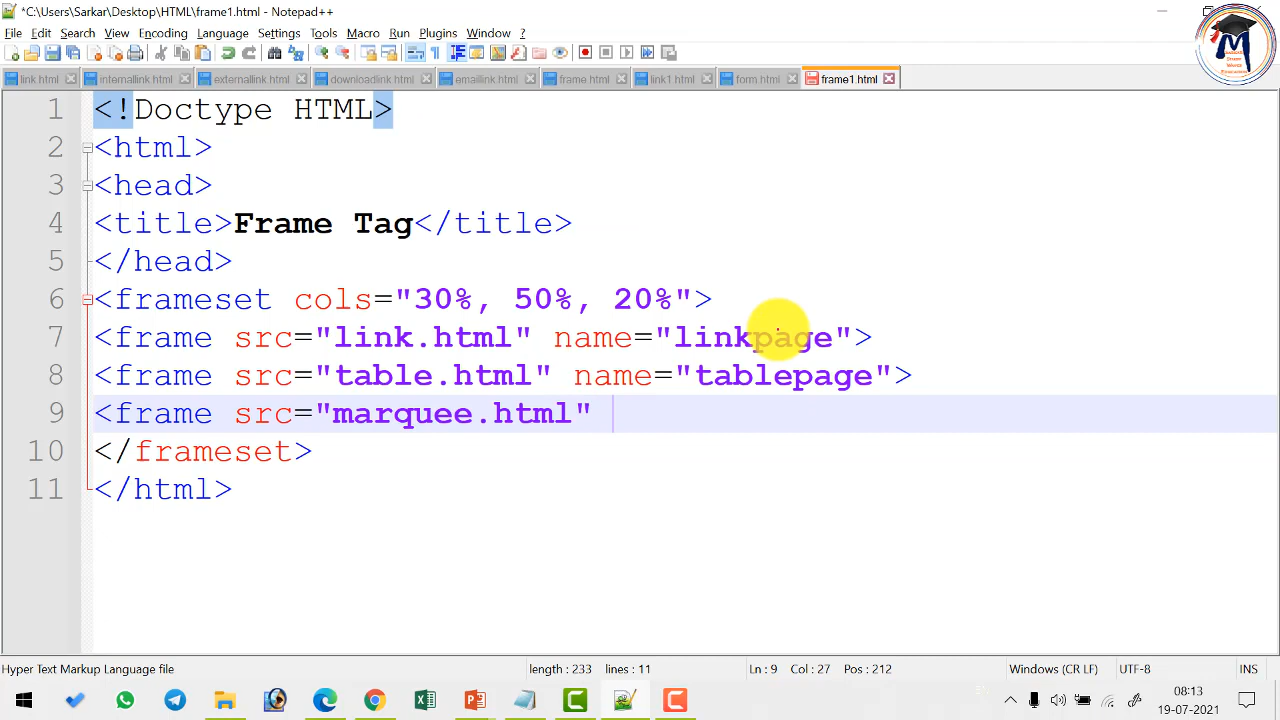 *C:\Users\Sarkar\Desktop\HTML\frame1.html - Notepad++
File Edit Search View Encoding Language Settings Tools Macro Run Plugins Window ?
link.html internallink.html externallink.html downloadlink.html emaillink.html frame.html link1.html form.html frame1.html
1 <!Doctype HTML>
2 <html>
3 <head>
4 <title>Frame Tag</title>
5 </head>
6 <frameset cols="30%, 50%, 20%">
7 <frame src="link.html" name="linkpage">
8 <frame src="table.html" name="tablepage">
9 <frame src="marquee.html"
10 </frameset>
11 </html>
Hyper Text Markup Language file length : 233 lines : 11 Ln : 9 Col : 27 Pos : 212 Windows (CR LF) UTF-8 INS
08:13
19-07-2021